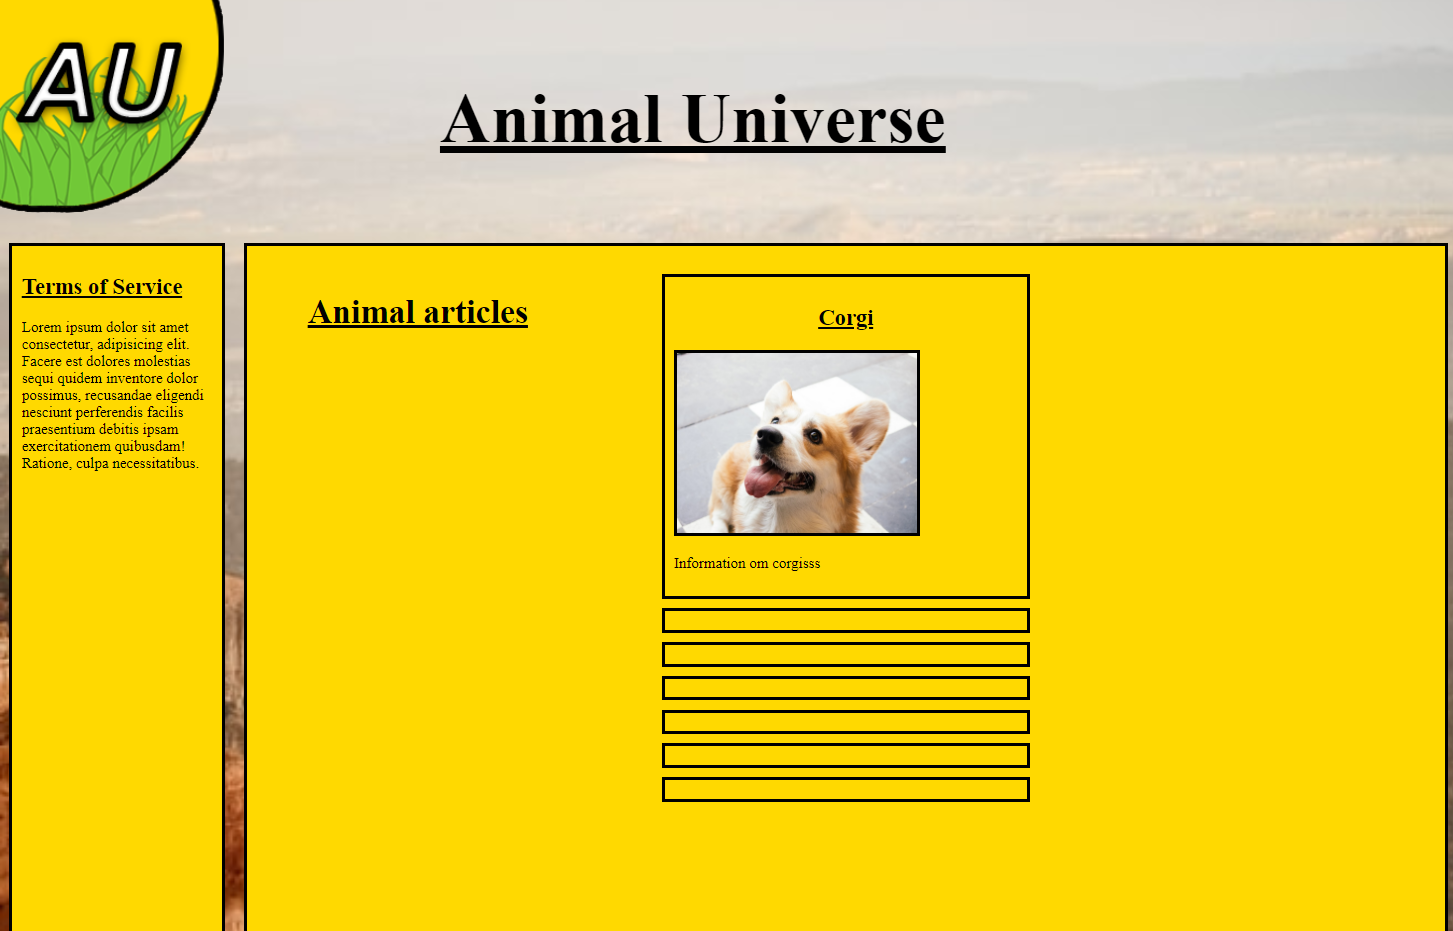 AU
Animal Universe
Terms of Service
Lorem ipsum dolor sit amet
consectetur, adipisicing elit.
Facere est dolores molestias
sequi quidem inventore dolor
possimus, recusandae eligendi
nesciunt perferendis facilis
praesentium debitis ipsam
exercitationem quibusdam!
Ratione, culpa necessitatibus.
Animal articles
Corgi
Information om corgisss